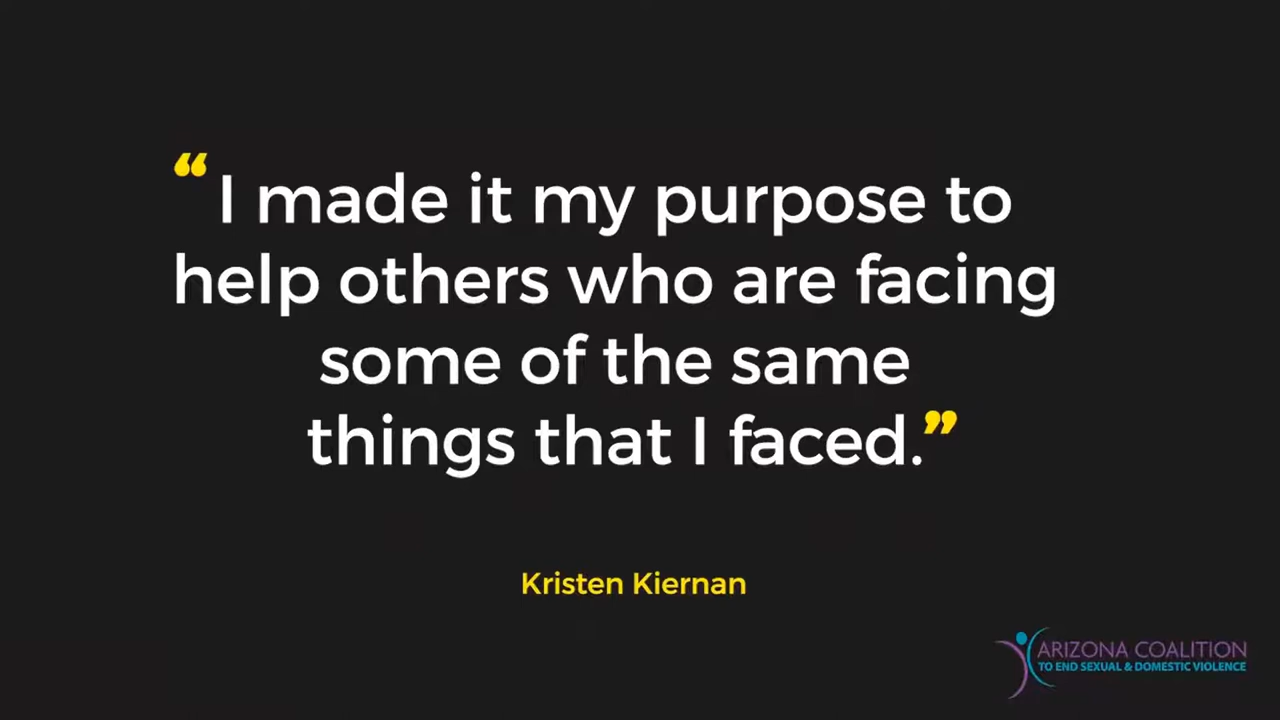 “ I made it my purpose to
help others who are facing
some of the same
things that I faced.”
Kristen Kiernan
ARIZONA COALITION
TO END SEXUAL & DOMESTIC VIOLENCE